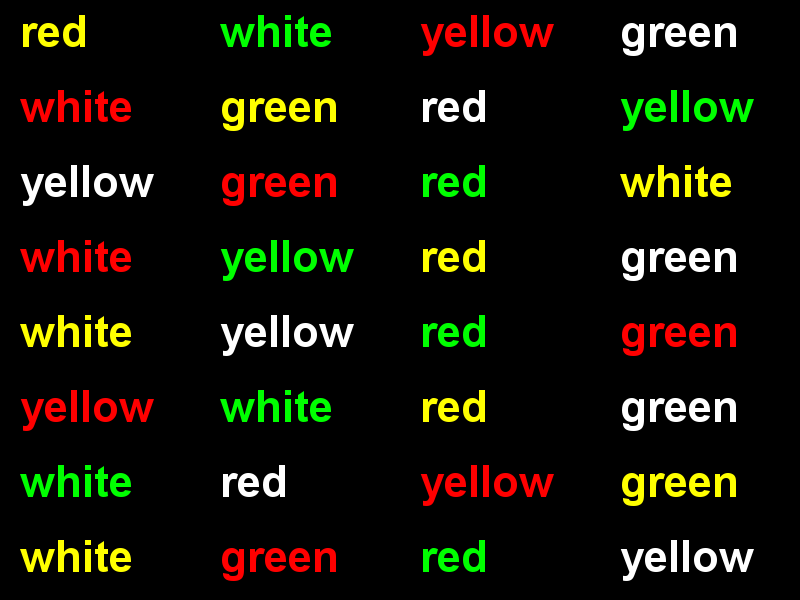 red white yellow green
white green red yellow
yellow green red white
white yellow red green
white yellow red green
yellow white red green
white red yellow green
white green red yellow